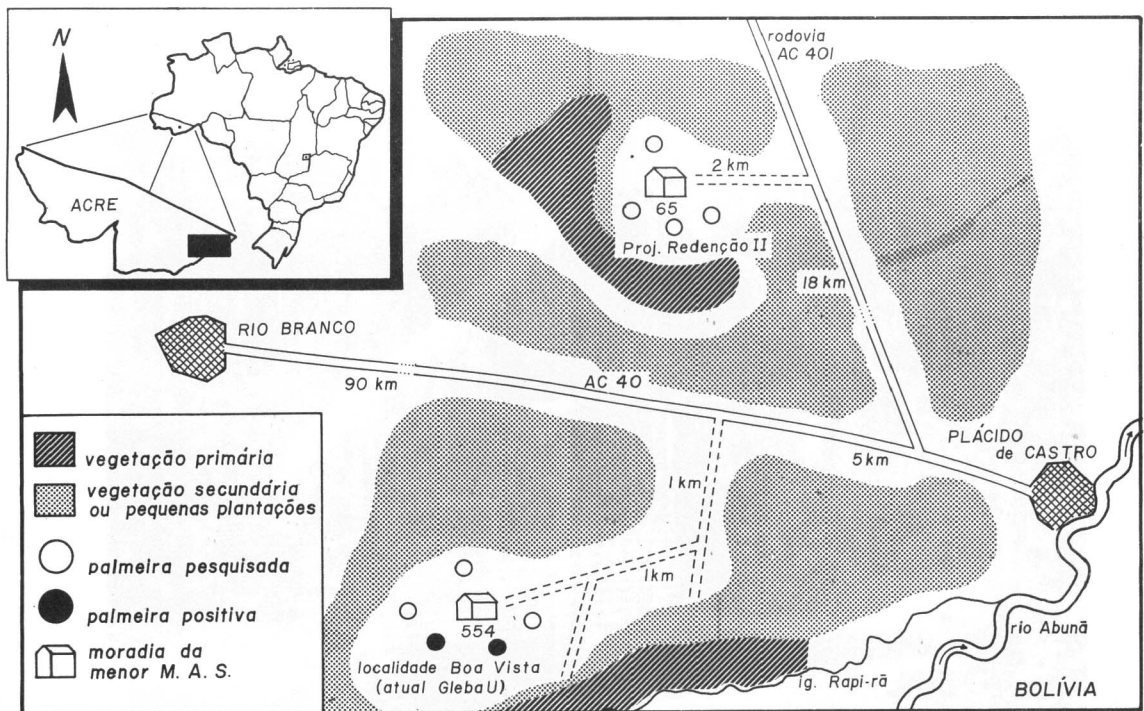 N
ACRE
rodovia
AC 401
2 km
65
Proj. Redenção II
18 km
RIO BRANCO
90 km
AC 40
PLÁCIDO
de CASTRO
5 km
1 km
1 km
554
localidade Boa Vista
(atual Gleba U)
rio Abunã
ig. Rapi-rã
BOLÍVIA
vegetação primária
vegetação secundária
ou pequenas plantações
palmeira pesquisada
palmeira positiva
moradia da
menor M. A. S.